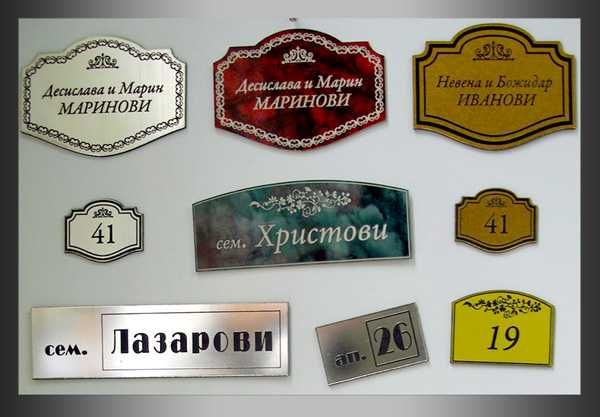 Десислава и Марин
МАРИНОВИ
Десислава и Марин
МАРИНОВИ
Невена и Божидар
ИВАНОВИ
41
сем. Христови
41
сем. Лазарови
ап. 26
19